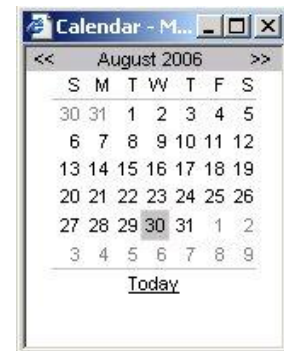 Calendar - M...
<< August 2006 >>
S M T W T F S
30 31 1 2 3 4 5
6 7 8 9 10 11 12
13 14 15 16 17 18 19
20 21 22 23 24 25 26
27 28 29 30 31 1 2
3 4 5 6 7 8 9
Today